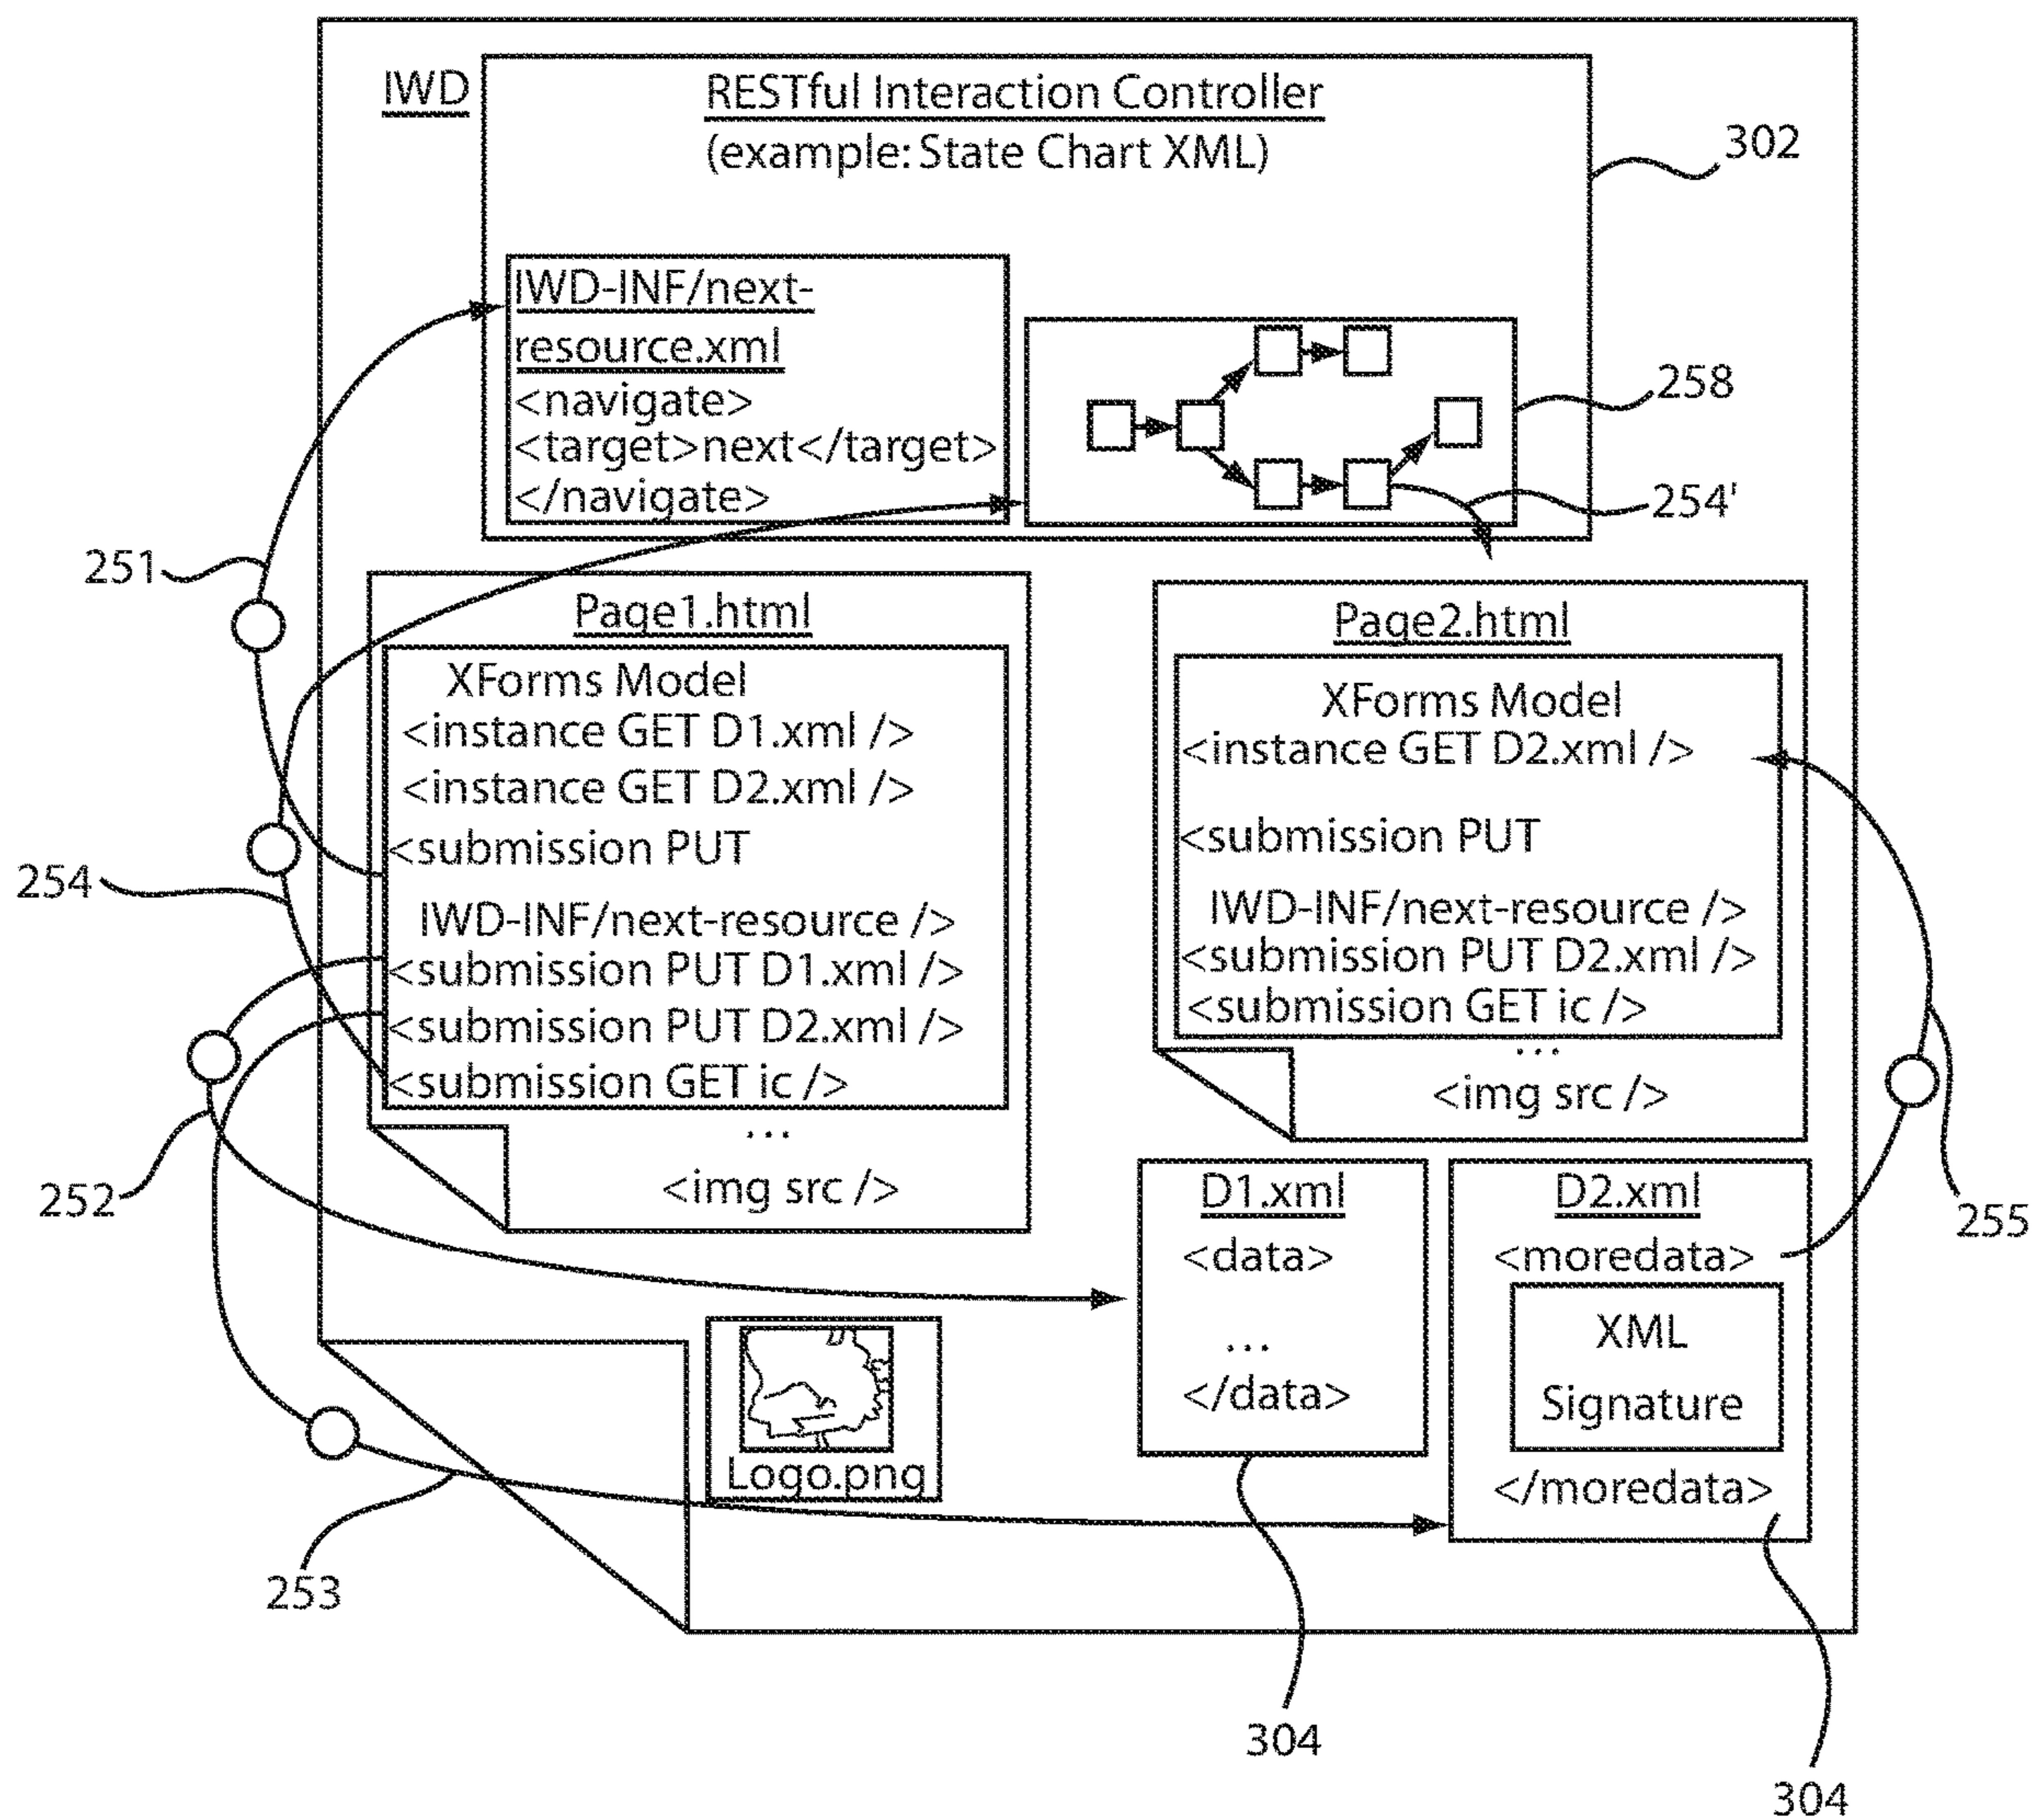 IWD
RESTful Interaction Controller
(example: State Chart XML)
302
IWD-INF/next-
resource.xml
<navigate>
<target>next</target>
</navigate>
258
254'
251
Page1.html
XForms Model
<instance GET D1.xml />
<instance GET D2.xml />
<submission PUT
IWD-INF/next-resource />
<submission PUT D1.xml />
<submission PUT D2.xml />
<submission GET ic />
...
<img src />
Page2.html
XForms Model
<instance GET D2.xml />
<submission PUT
IWD-INF/next-resource />
<submission PUT D2.xml />
<submission GET ic />
...
<img src />
254
252
255
D1.xml
<data>
...
</data>
D2.xml
<moredata>
XML
Signature
</moredata>
Logo.png
253
304
304